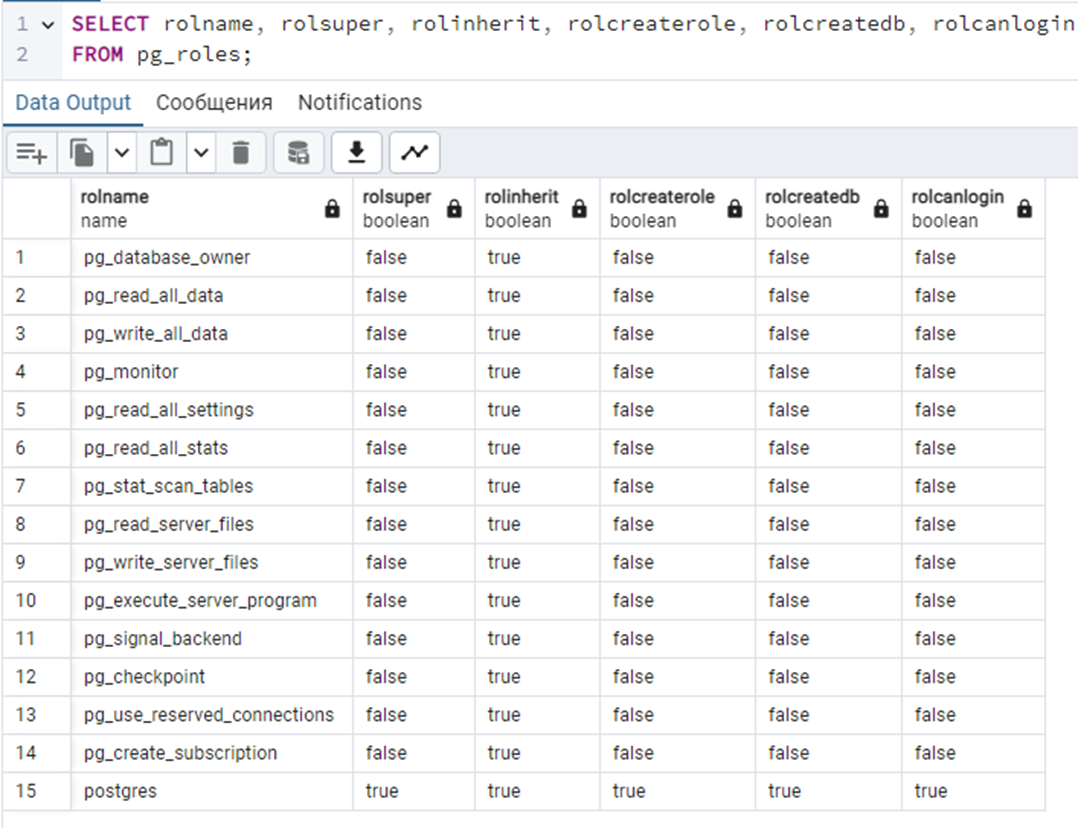 1 SELECT rolname, rolsuper, rolinherit, rolcreaterole, rolcreatedb, rolcanlogin
2 FROM pg_roles;
Data Output Сообщения Notifications
rolname rolsuper rolinherit rolcreaterole rolcreatedb rolcanlogin
name boolean boolean boolean boolean boolean
1 pg_database_owner false true false false false
2 pg_read_all_data false true false false false
3 pg_write_all_data false true false false false
4 pg_monitor false true false false false
5 pg_read_all_settings false true false false false
6 pg_read_all_stats false true false false false
7 pg_stat_scan_tables false true false false false
8 pg_read_server_files false true false false false
9 pg_write_server_files false true false false false
10 pg_execute_server_program false true false false false
11 pg_signal_backend false true false false false
12 pg_checkpoint false true false false false
13 pg_use_reserved_connections false true false false false
14 pg_create_subscription false true false false false
15 postgres true true true true true